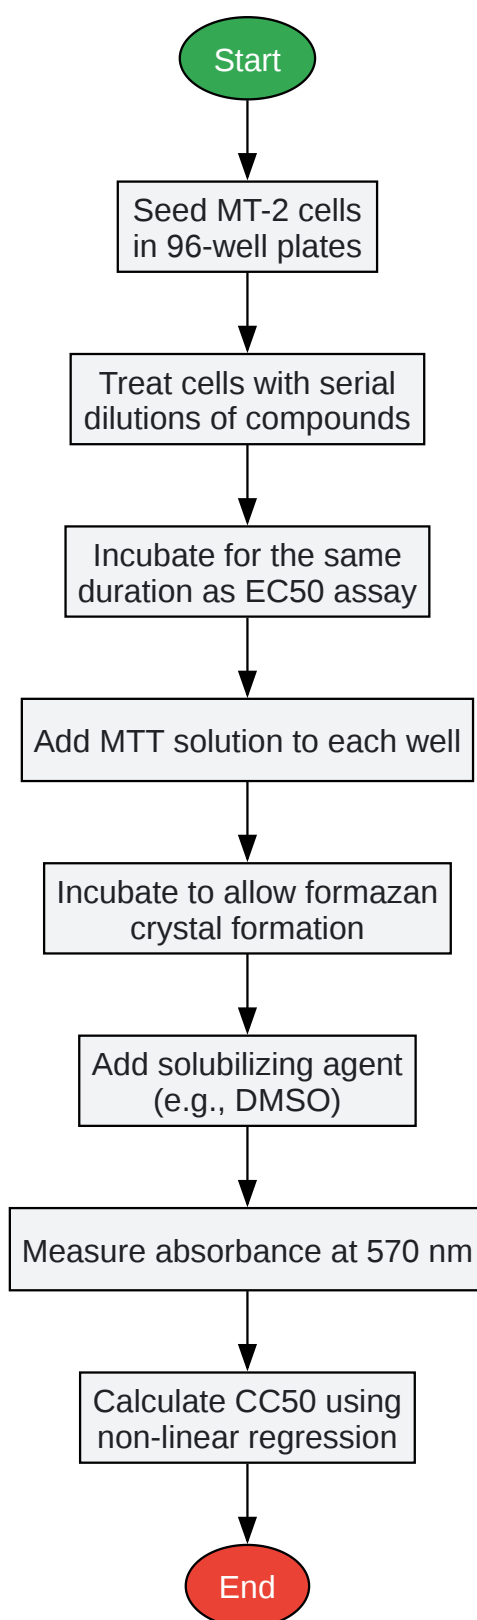 Start
Seed MT-2 cells
in 96-well plates
Treat cells with serial
dilutions of compounds
Incubate for the same
duration as EC50 assay
Add MTT solution to each well
Incubate to allow formazan
crystal formation
Add solubilizing agent
(e.g., DMSO)
Measure absorbance at 570 nm
Calculate CC50 using
non-linear regression
End